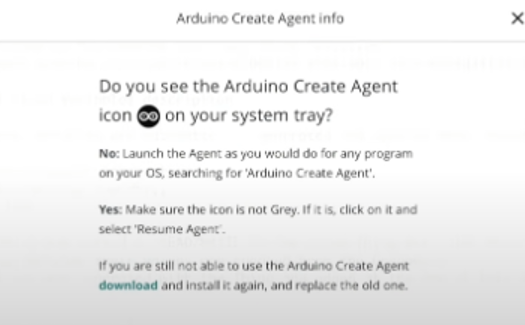 Arduino Create Agent info
Do you see the Arduino Create Agent
icon on your system tray?
No: Launch the Agent as you would do for any program
on your OS, searching for 'Arduino Create Agent'.
Yes: Make sure the icon is not Grey. If it is, click on it and
select 'Resume Agent'.
If you are still not able to use the Arduino Create Agent
download and install it again, and replace the old one.